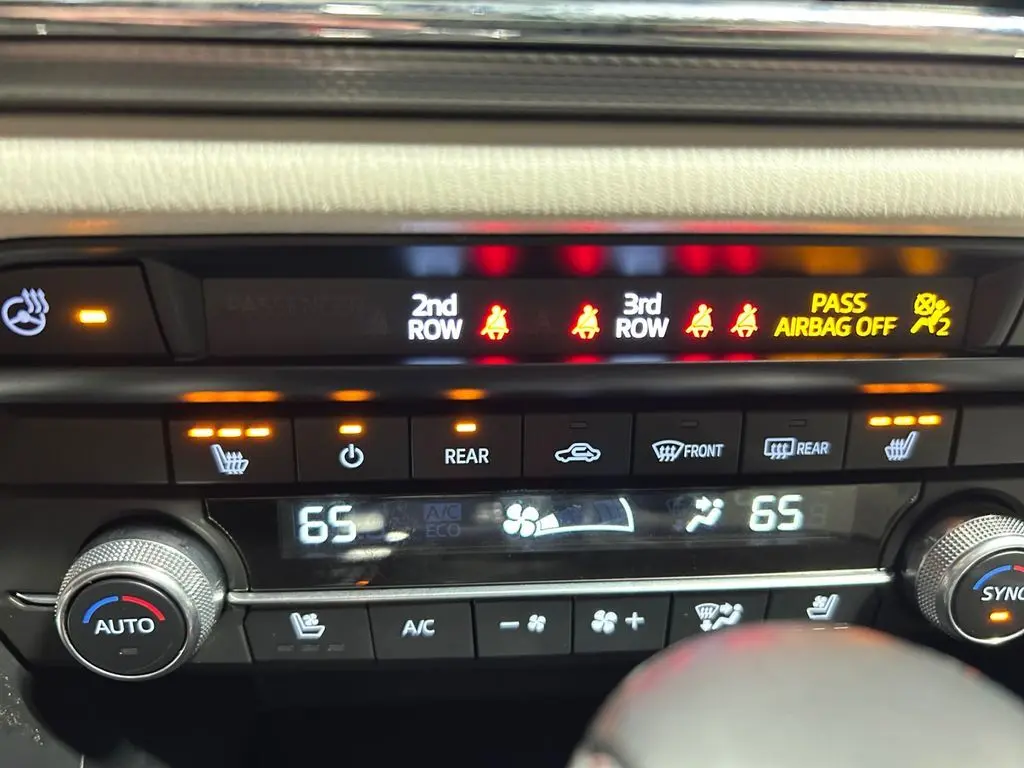 2nd
ROW
3rd
ROW
PASS
AIRBAG OFF
2
REAR
FRONT
REAR
65
A/C
ECO
65
AUTO
A/C
SYNC